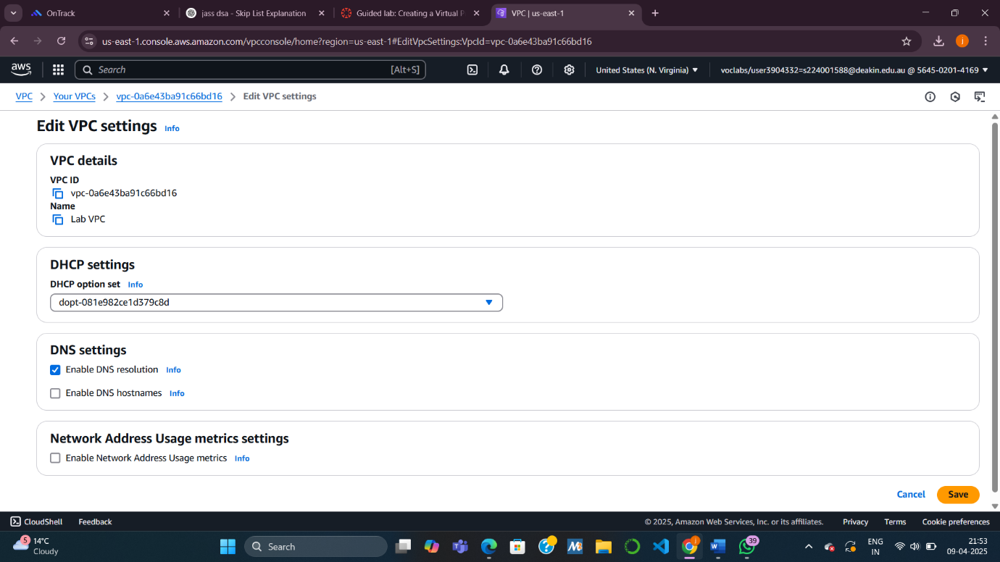 OnTrack
jass dsa - Skip List Explanation
Guided lab: Creating a Virtual P
VPC | us-east-1
us-east-1.console.aws.amazon.com/vpcconsole/home?region=us-east-1#EditVpcSettings:VpcId=vpc-0a6e43ba91c66bd16
j
aws
Search
[Alt+S]
United States (N. Virginia)
voclabs/user3904332=s224001588@deakin.edu.au @ 5645-0201-4169
VPC
Your VPCs
vpc-0a6e43ba91c66bd16
Edit VPC settings
Edit VPC settings Info
VPC details
VPC ID
vpc-0a6e43ba91c66bd16
Name
Lab VPC
DHCP settings
DHCP option set Info
dopt-081e982ce1d379c8d
DNS settings
Enable DNS resolution Info
Enable DNS hostnames Info
Network Address Usage metrics settings
Enable Network Address Usage metrics Info
Cancel
Save
CloudShell
Feedback
© 2025, Amazon Web Services, Inc. or its affiliates.
Privacy
Terms
Cookie preferences
5
14°C
Cloudy
Search
39
ENG
IN
21:53
09-04-2025